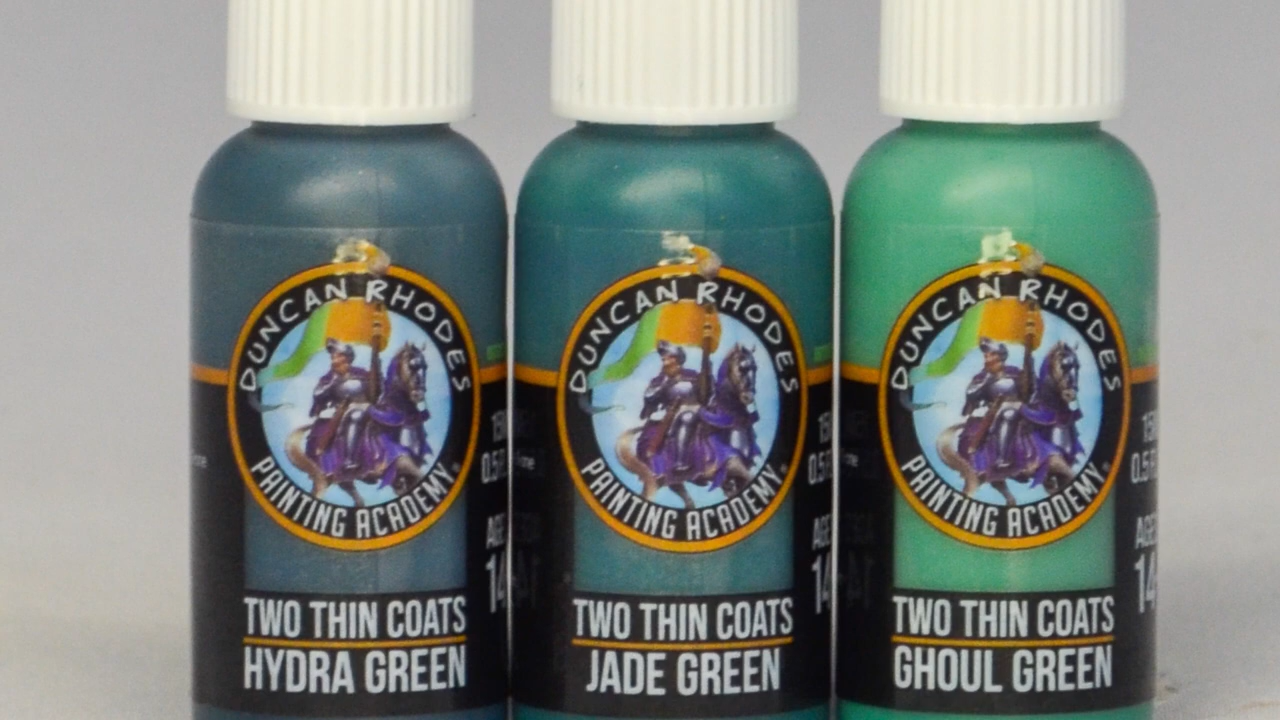 DUNCAN RHODES
PAINTING ACADEMY
TWO THIN COATS
HYDRA GREEN
DUNCAN RHODES
PAINTING ACADEMY
TWO THIN COATS
JADE GREEN
DUNCAN RHODES
PAINTING ACADEMY
TWO THIN COATS
GHOUL GREEN